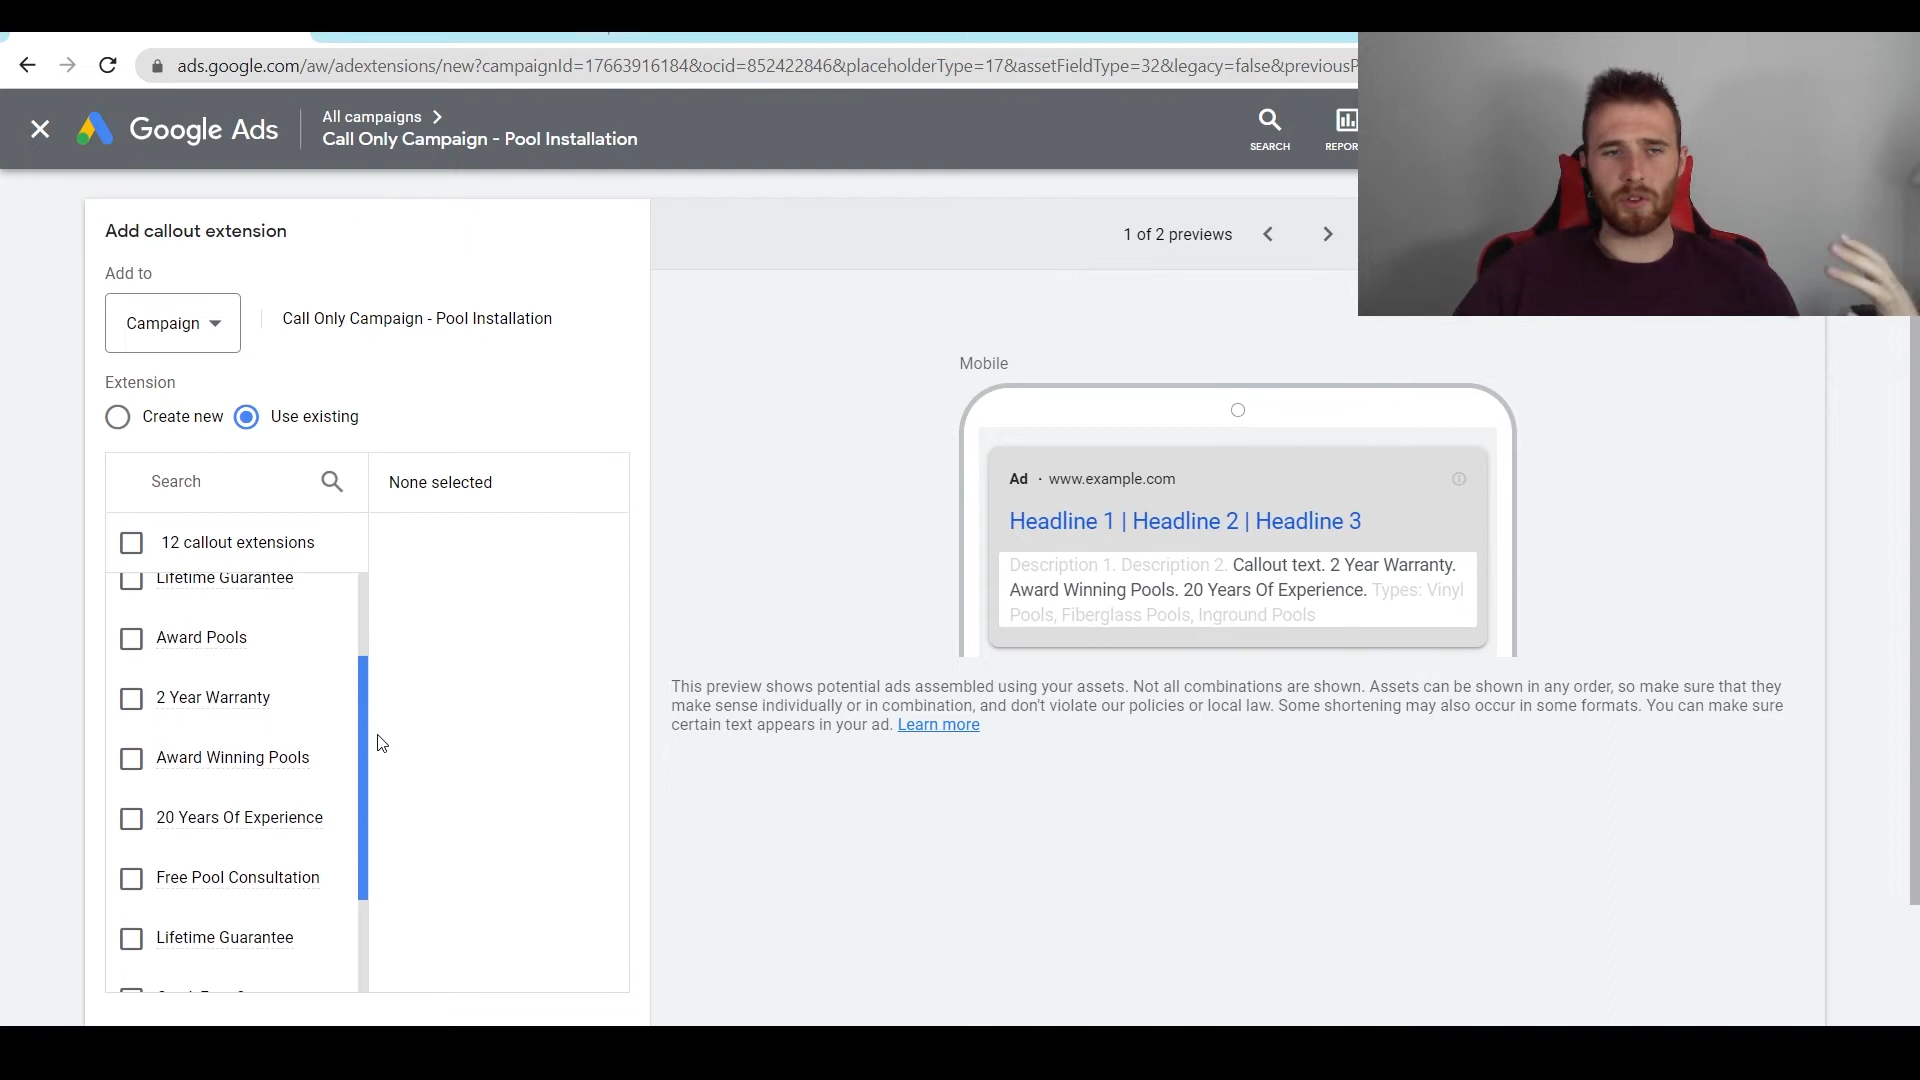 ads.google.com/aw/adextensions/new?campaignId=17663916184&ocid=852422846&placeholderType=17&assetFieldType=32&legacy=false&previousP
Google Ads
All campaigns
Call Only Campaign - Pool Installation
SEARCH
REPOR
Add callout extension
1 of 2 previews
Add to
Campaign
Call Only Campaign - Pool Installation
Extension
Create new
Use existing
Search
None selected
12 callout extensions
Lifetime Guarantee
Award Pools
2 Year Warranty
Award Winning Pools
20 Years Of Experience
Free Pool Consultation
Lifetime Guarantee
Mobile
Ad · www.example.com
Headline 1 | Headline 2 | Headline 3
Description 1. Description 2. Callout text. 2 Year Warranty.
Award Winning Pools. 20 Years Of Experience. Types: Vinyl
Pools, Fiberglass Pools, Inground Pools
This preview shows potential ads assembled using your assets. Not all combinations are shown. Assets can be shown in any order, so make sure that they
make sense individually or in combination, and don't violate our policies or local law. Some shortening may also occur in some formats. You can make sure
certain text appears in your ad. Learn more